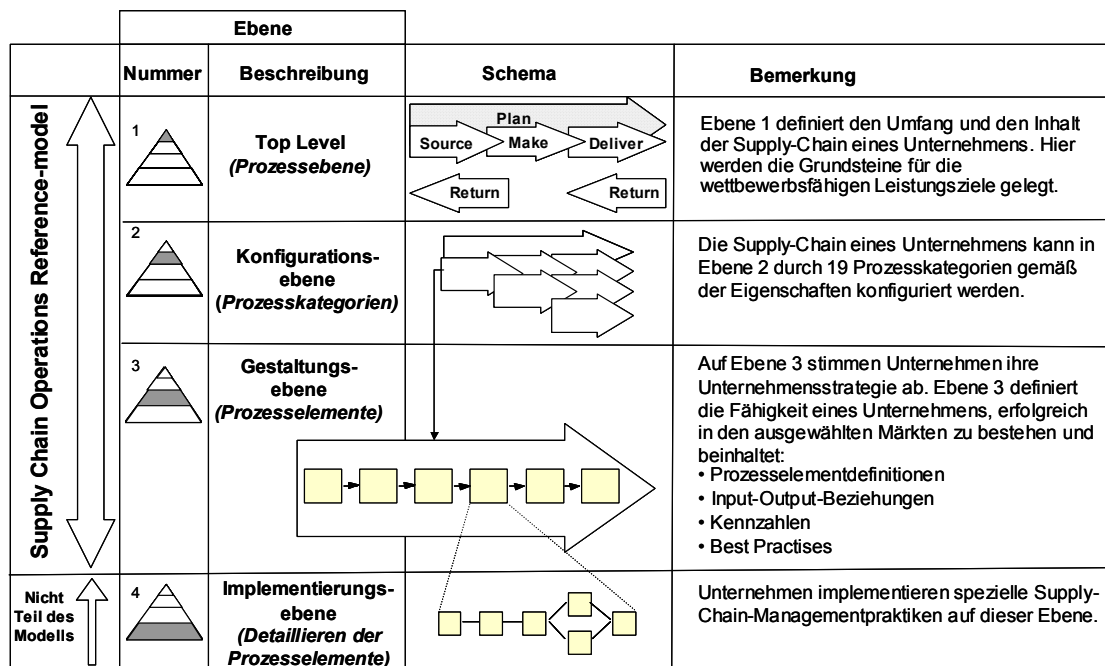 Ebene
Nummer
Beschreibung
Schema
Bemerkung
Supply Chain Operations Reference-model
1
Top Level
(Prozessebene)
Plan
Source
Make
Deliver
Return
Return
Ebene 1 definiert den Umfang und den Inhalt
der Supply-Chain eines Unternehmens. Hier
werden die Grundsteine für die
wettbewerbsfähigen Leistungsziele gelegt.
2
Konfigurations-
ebene
(Prozesskategorien)
Die Supply-Chain eines Unternehmens kann in
Ebene 2 durch 19 Prozesskategorien gemäß
der Eigenschaften konfiguriert werden.
3
Gestaltungs-
ebene
(Prozesselemente)
Auf Ebene 3 stimmen Unternehmen ihre
Unternehmensstrategie ab. Ebene 3 definiert
die Fähigkeit eines Unternehmens, erfolgreich
in den ausgewählten Märkten zu bestehen und
beinhaltet:
• Prozesselementdefinitionen
• Input-Output-Beziehungen
• Kennzahlen
• Best Practises
Nicht
Teil des
Modells
4
Implementierungs-
ebene
(Detaillieren der
Prozesselemente)
Unternehmen implementieren spezielle Supply-
Chain-Managementpraktiken auf dieser Ebene.